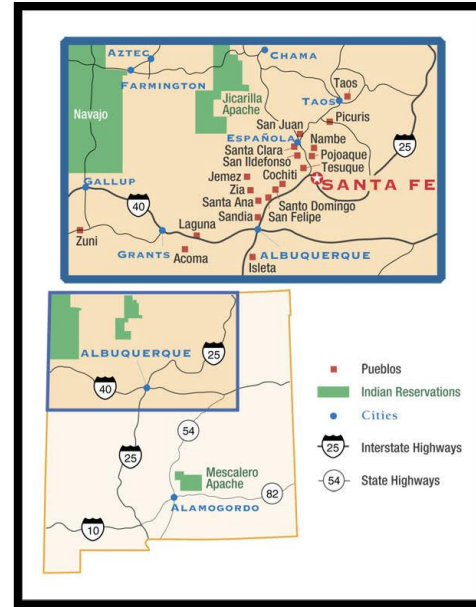 AZTEC
CHAMA
FARMINGTON
Navajo
Jicarilla
Apache
Taos
TAOS
Picuris
San Juan
ESPAÑOLA
25
Santa Clara
Nambe
San Ildefonso
Pojoaque
Tesuque
Cochiti
Jemez
SANTA FE
GALLUP
Zia
40
Santa Ana
Santo Domingo
Laguna
Sandia
San Felipe
Zuni
GRANTS
Acoma
ALBUQUERQUE
Isleta
ALBUQUERQUE
25
40
25
54
Mescalero
Apache
82
ALAMOGORDO
10
Pueblos
Indian Reservations
Cities
25
Interstate Highways
54
State Highways